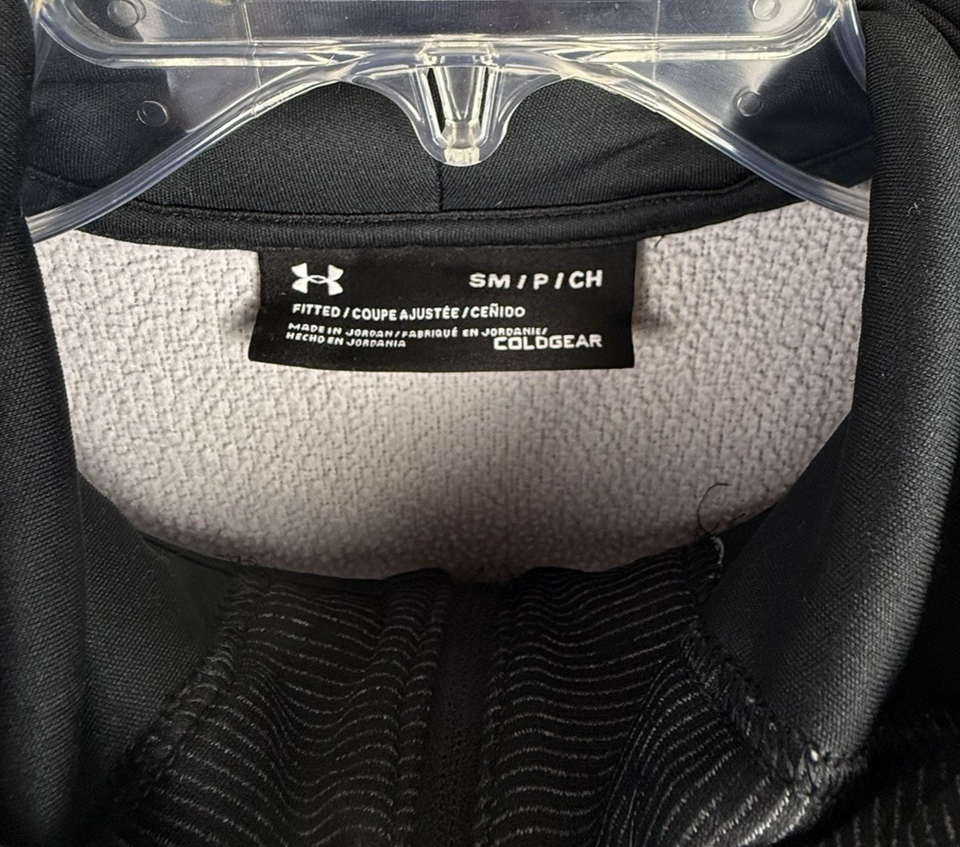 SM / P / CH
FITTED / COUPE AJUSTÉE / CEÑIDO
MADE IN JORDAN / FABRIQUÉ EN JORDANIE/
HECHO EN JORDANIA
COLDGEAR